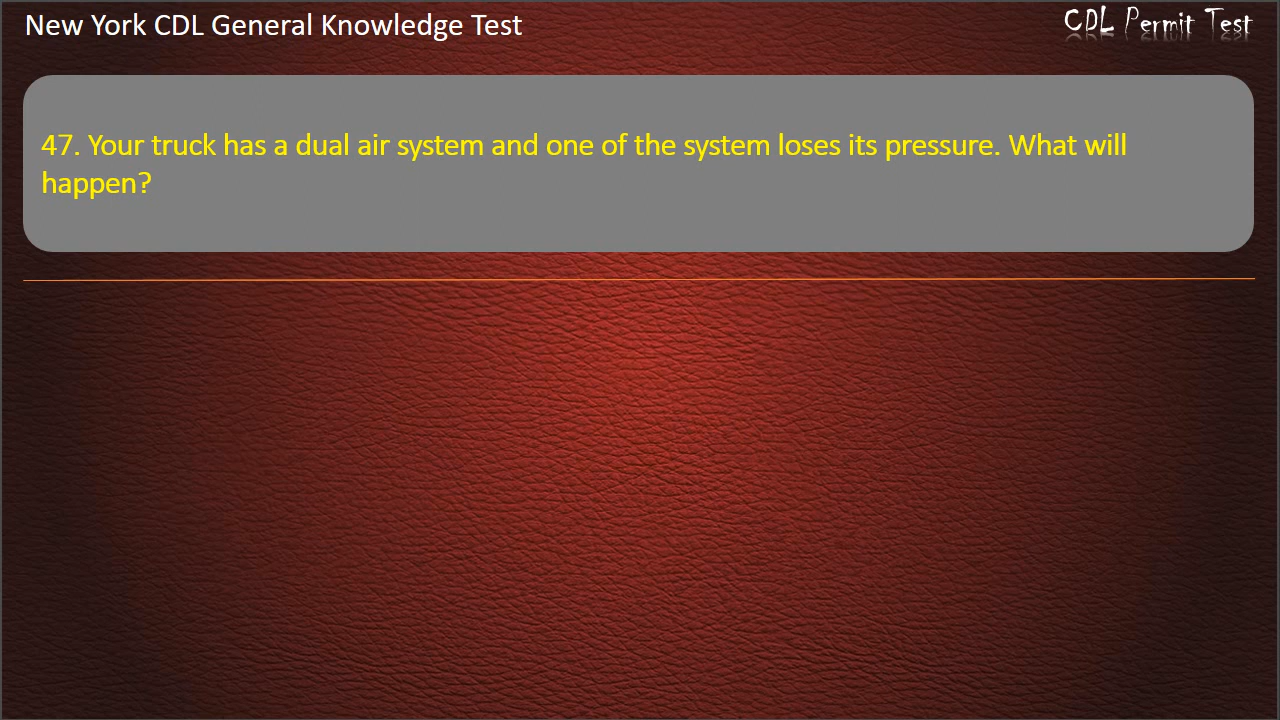 New York CDL General Knowledge Test
CDL Permit Test
47. Your truck has a dual air system and one of the system loses its pressure. What will
happen?